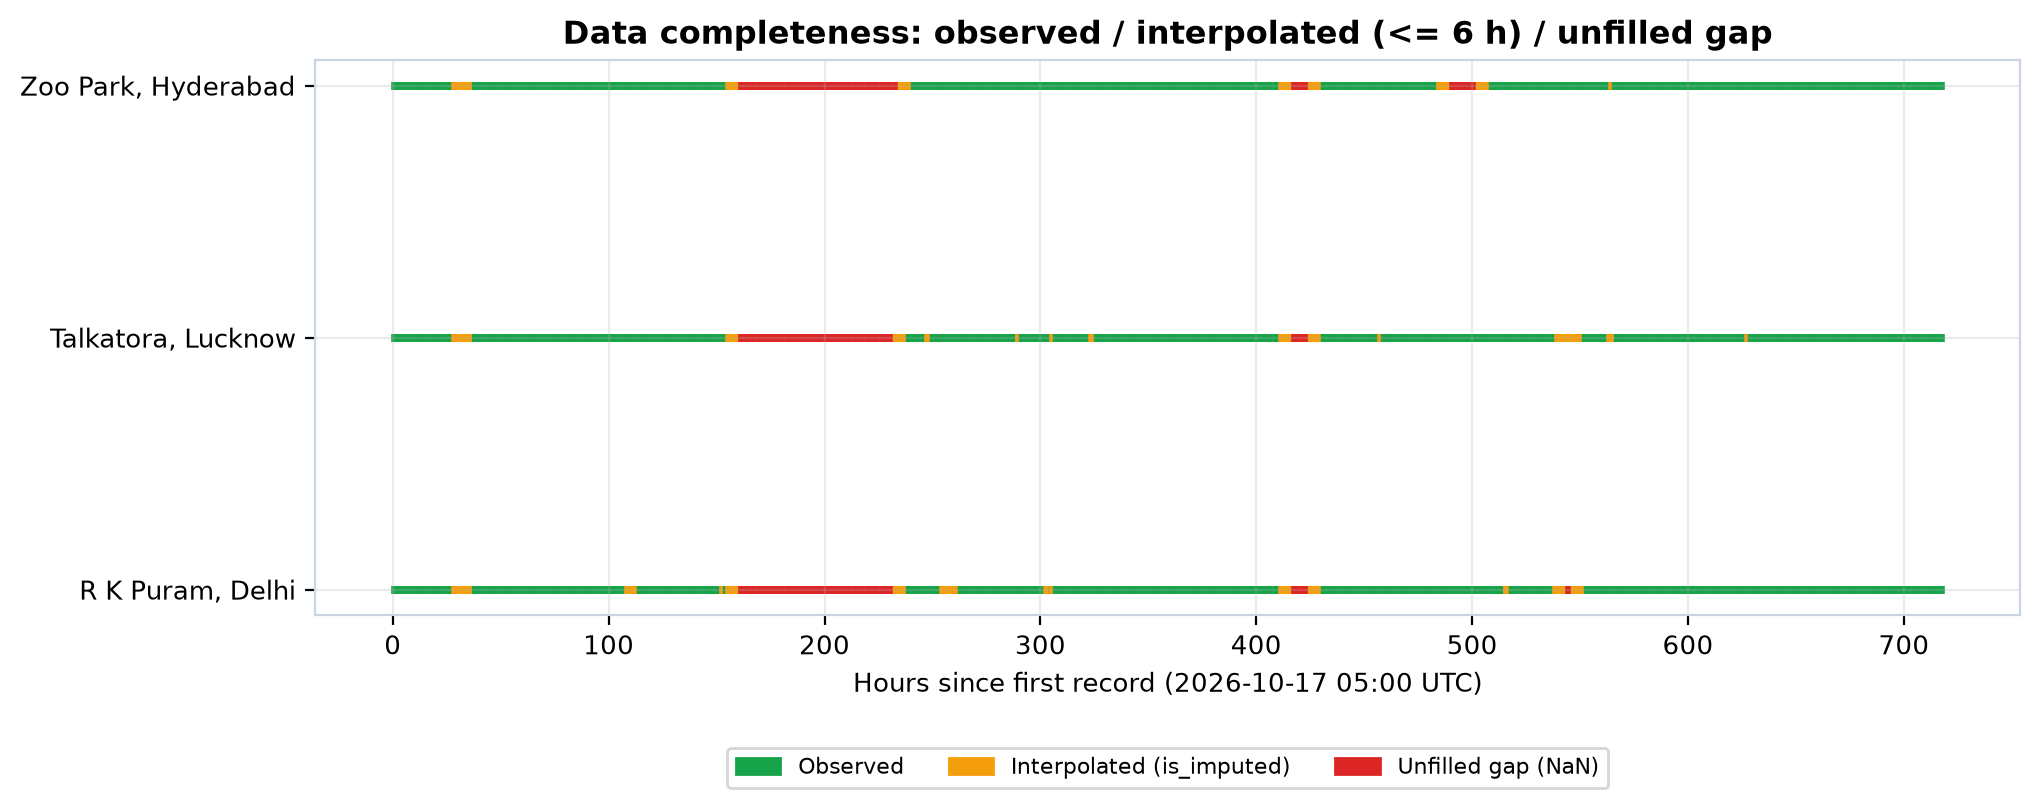 Data completeness: observed / interpolated (<= 6 h) / unfilled gap
Zoo Park, Hyderabad
Talkatora, Lucknow
R K Puram, Delhi
0 100 200 300 400 500 600 700
Hours since first record (2026-10-17 05:00 UTC)
Observed Interpolated (is_imputed) Unfilled gap (NaN)